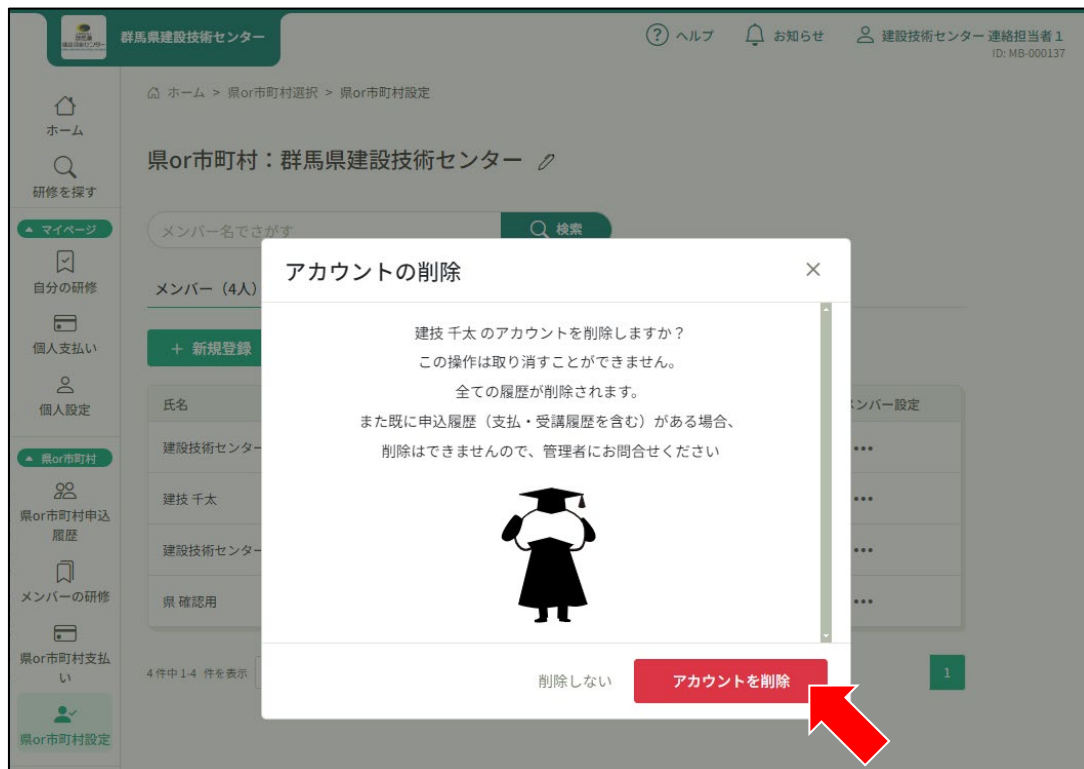 群馬県建設技術センター
ヘルプ
お知らせ
建設技術センター 連絡担当者１
ID: MB-000137
ホーム > 県or市町村選択 > 県or市町村設定
ホーム
研修を探す
マイページ
自分の研修
個人支払い
個人設定
県or市町村
県or市町村申込
履歴
メンバーの研修
県or市町村支払
い
県or市町村設定
県or市町村：群馬県建設技術センター
メンバー名でさがす
検索
メンバー（4人）
＋ 新規登録
氏名
メンバー設定
建設技術センター
•••
建技 千太
•••
建設技術センター
•••
県 確認用
•••
4 件中 1-4 件を表示
1
アカウントの削除
×
建技 千太 のアカウントを削除しますか？
この操作は取り消すことができません。
全ての履歴が削除されます。
また既に申込履歴（支払・受講履歴を含む）がある場合、
削除はできませんので、管理者にお問合せください
削除しない
アカウントを削除